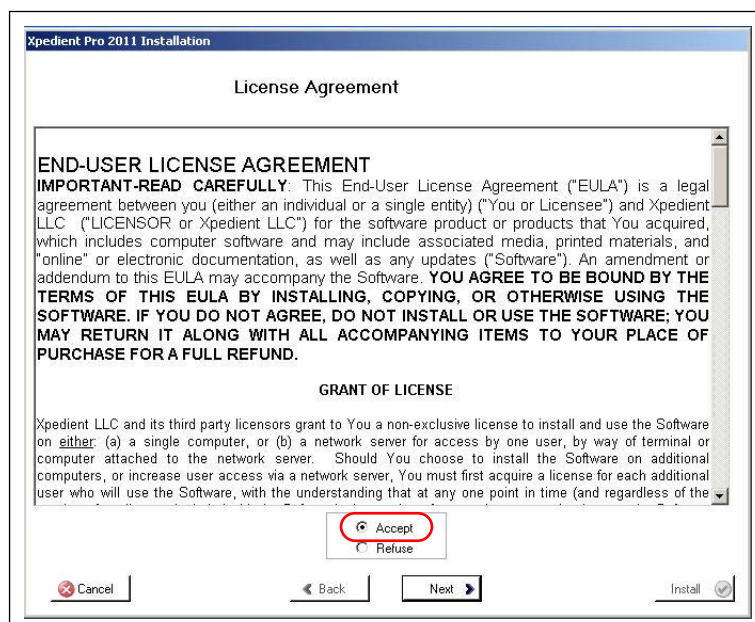 Xpedient Pro 2011 Installation
License Agreement
END-USER LICENSE AGREEMENT
IMPORTANT-READ CAREFULLY: This End-User License Agreement ("EULA") is a legal
agreement between you (either an individual or a single entity) ("You or Licensee") and Xpedient
LLC ("LICENSOR or Xpedient LLC") for the software product or products that You acquired,
which includes computer software and may include associated media, printed materials, and
"online" or electronic documentation, as well as any updates ("Software"). An amendment or
addendum to this EULA may accompany the Software. YOU AGREE TO BE BOUND BY THE
TERMS OF THIS EULA BY INSTALLING, COPYING, OR OTHERWISE USING THE
SOFTWARE. IF YOU DO NOT AGREE, DO NOT INSTALL OR USE THE SOFTWARE; YOU
MAY RETURN IT ALONG WITH ALL ACCOMPANYING ITEMS TO YOUR PLACE OF
PURCHASE FOR A FULL REFUND.
GRANT OF LICENSE
Xpedient LLC and its third party licensors grant to You a non-exclusive license to install and use the Software
on either: (a) a single computer, or (b) a network server for access by one user, by way of terminal or
computer attached to the network server. Should You choose to install the Software on additional
computers, or increase user access via a network server, You must first acquire a license for each additional
user who will use the Software, with the understanding that at any one point in time (and regardless of the
Accept
Refuse
Cancel
Back
Next
Install